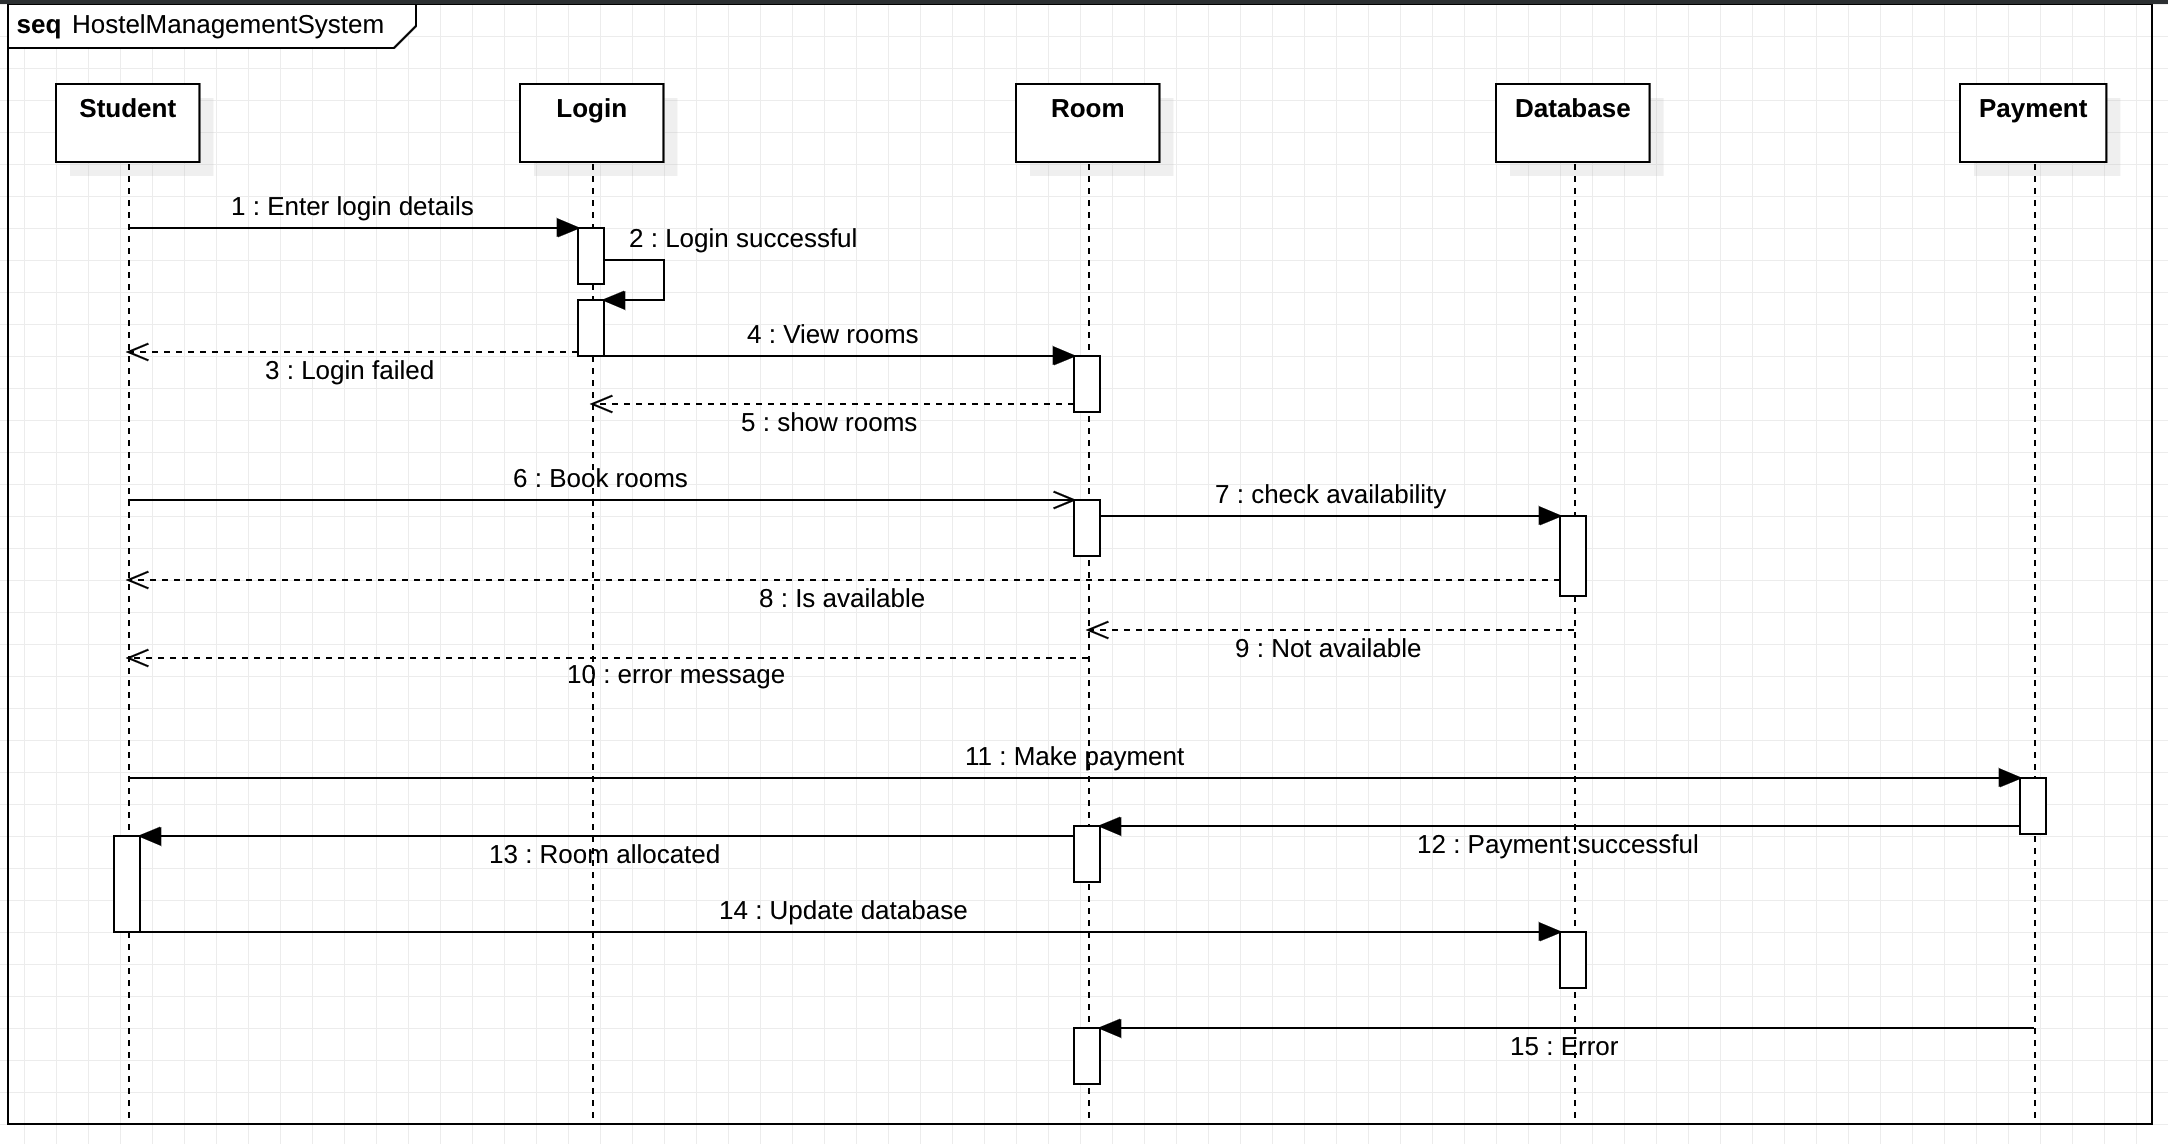 seq HostelManagementSystem
Student
Login
Room
Database
Payment
1 : Enter login details
2 : Login successful
4 : View rooms
3 : Login failed
5 : show rooms
6 : Book rooms
7 : check availability
8 : Is available
9 : Not available
10 : error message
11 : Make payment
12 : Payment successful
13 : Room allocated
14 : Update database
15 : Error